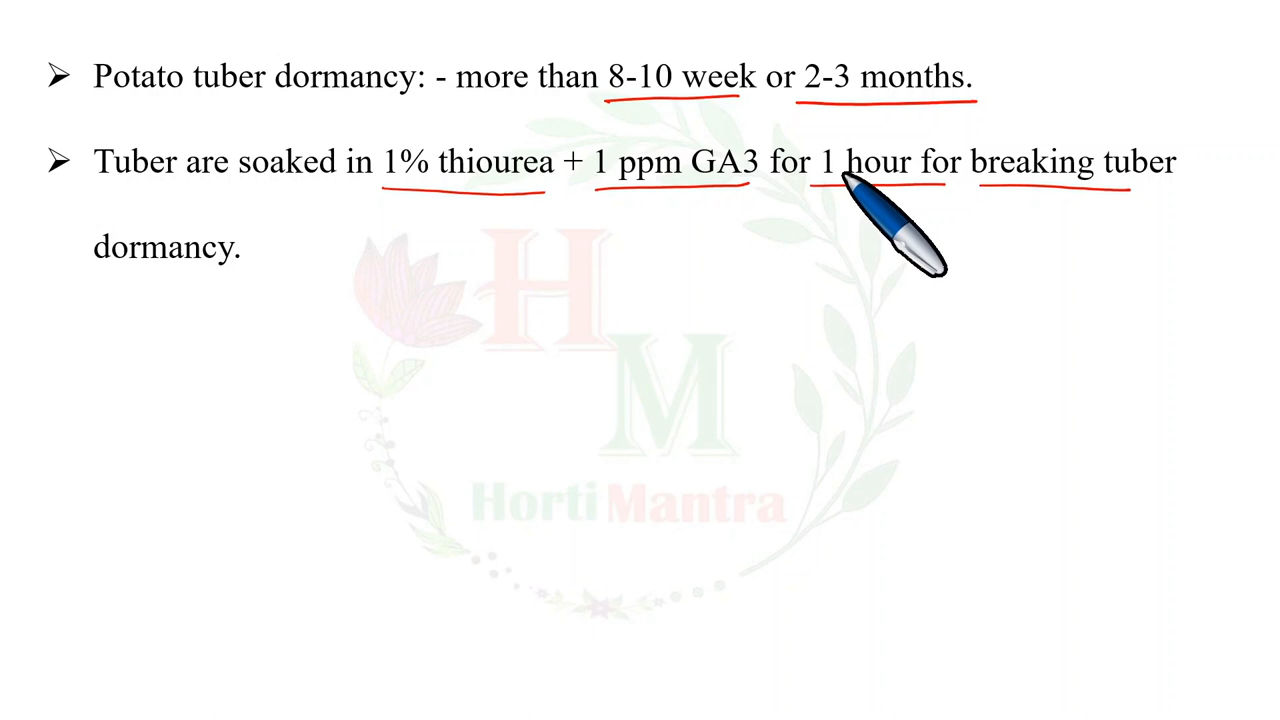 ➢ Potato tuber dormancy: - more than 8-10 week or 2-3 months.
➢ Tuber are soaked in 1% thiourea + 1 ppm GA3 for 1 hour for breaking tuber
dormancy.
H
M
Horti Mantra